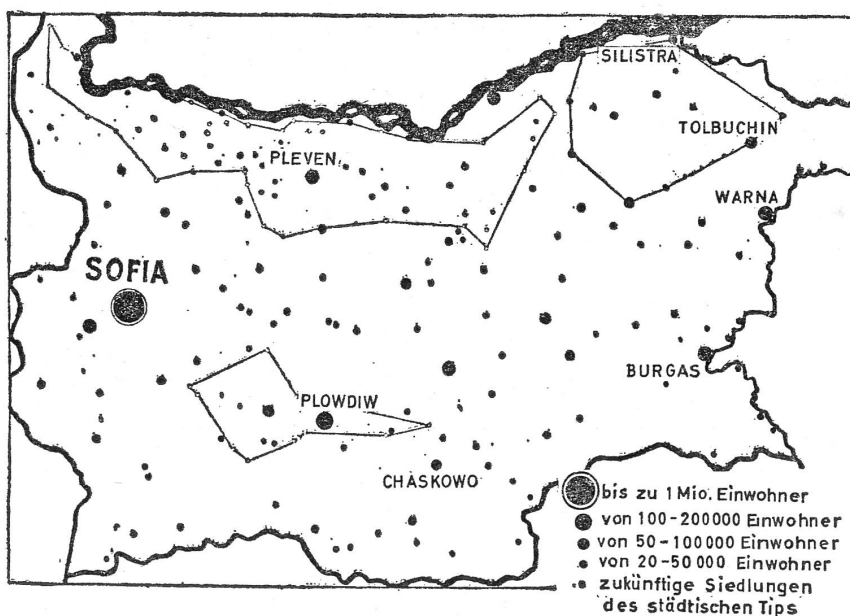 SILISTRA
TOLBUCHIN
PLEVEN
WARNA
SOFIA
BURGAS
PLOWDIW
CHASKOWO
bis zu 1 Mio. Einwohner
von 100-200000 Einwohner
von 50-100000 Einwohner
von 20-50000 Einwohner
zukünftige Siedlungen
des städtischen Tips